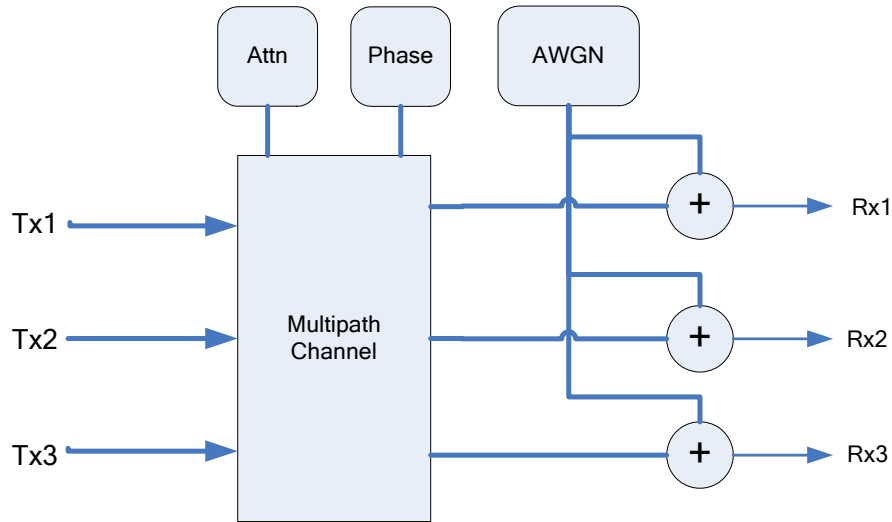 Attn
Phase
AWGN
Tx1
+
Rx1
Tx2
Multipath
Channel
+
Rx2
Tx3
+
Rx3